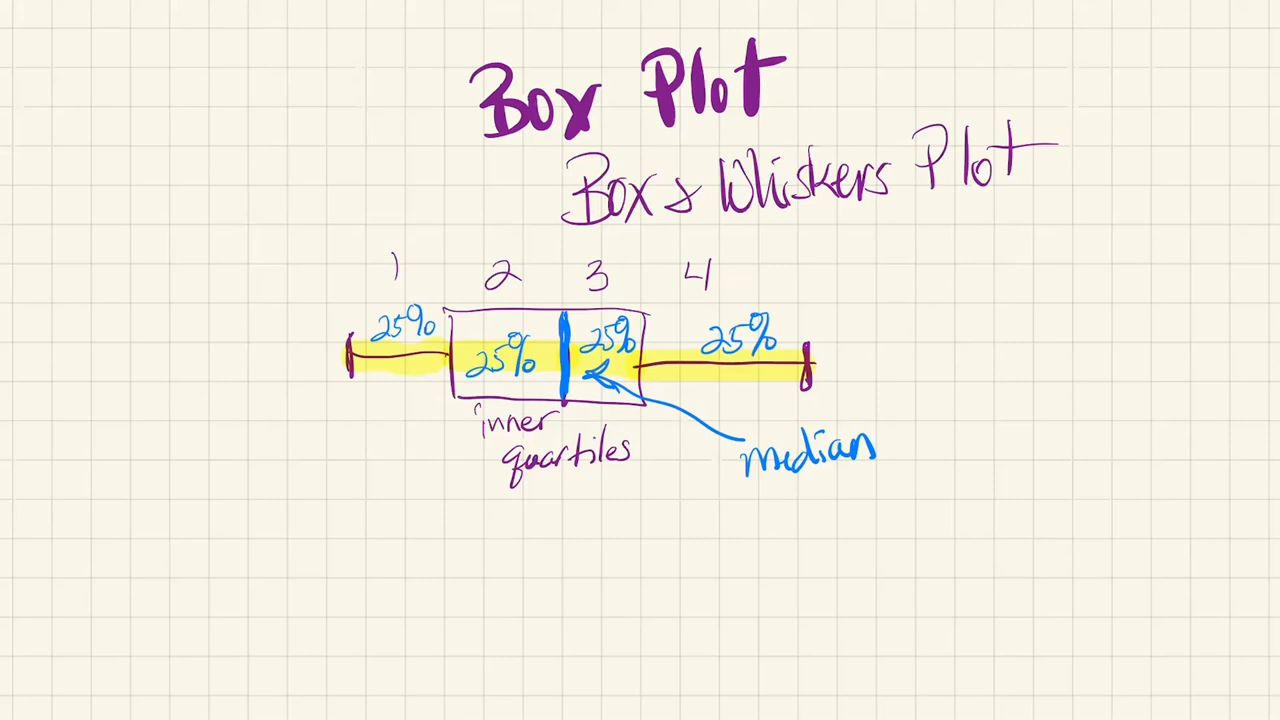 Box Plot
Box & Whiskers Plot
1 2 3 4
25% 25% 25% 25%
inner
quartiles
median